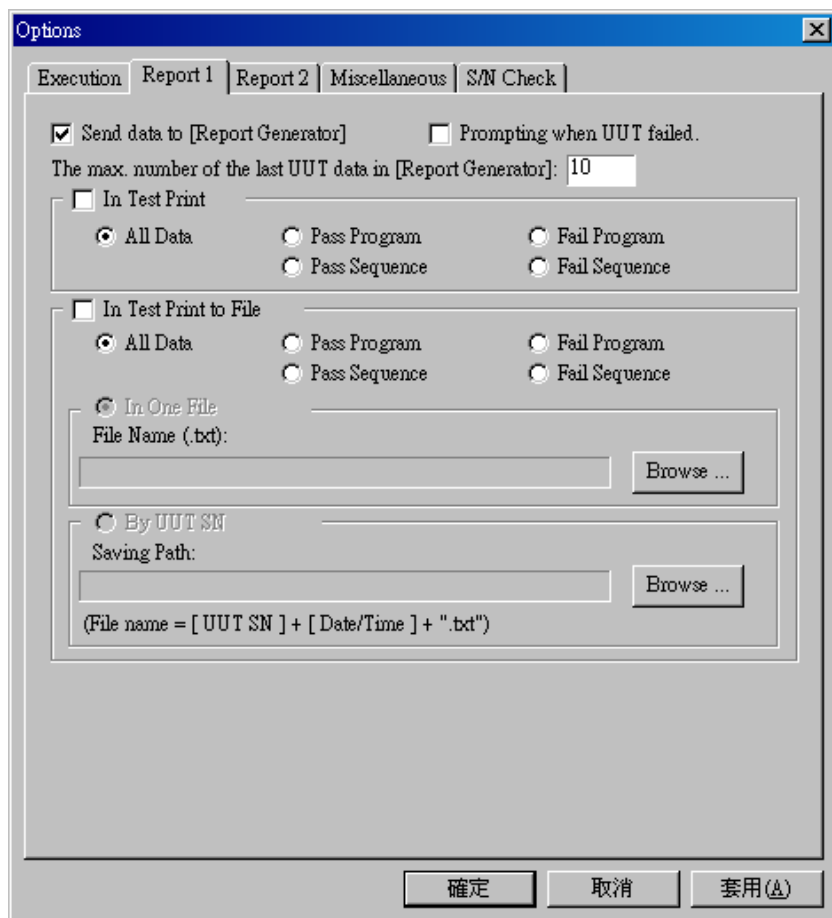 Options
Execution Report 1 Report 2 Miscellaneous S/N Check
Send data to [Report Generator] Prompting when UUT failed.
The max. number of the last UUT data in [Report Generator]: 10
In Test Print
All Data Pass Program Fail Program
Pass Sequence Fail Sequence
In Test Print to File
All Data Pass Program Fail Program
Pass Sequence Fail Sequence
In One File
File Name (.txt):
Browse ...
By UUT SN
Saving Path:
Browse ...
(File name = [ UUT SN ] + [ Date/Time ] + ".txt")
確定 取消 套用(A)